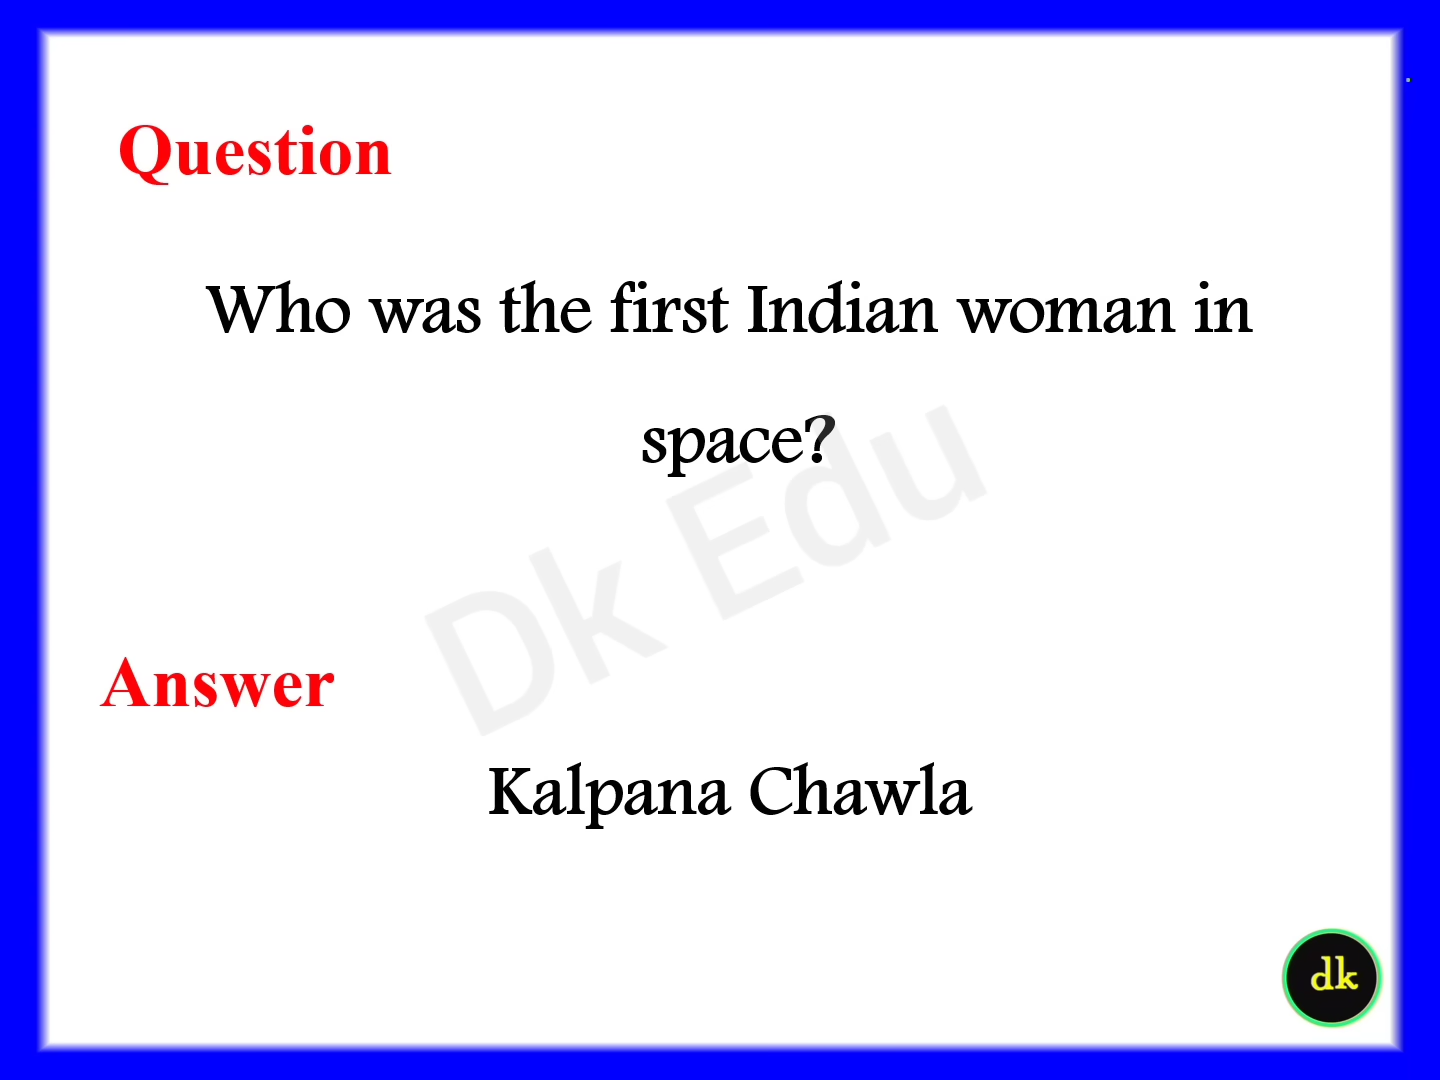 Question
Who was the first Indian woman in
space?
Dk Edu
Answer
Kalpana Chawla
dk